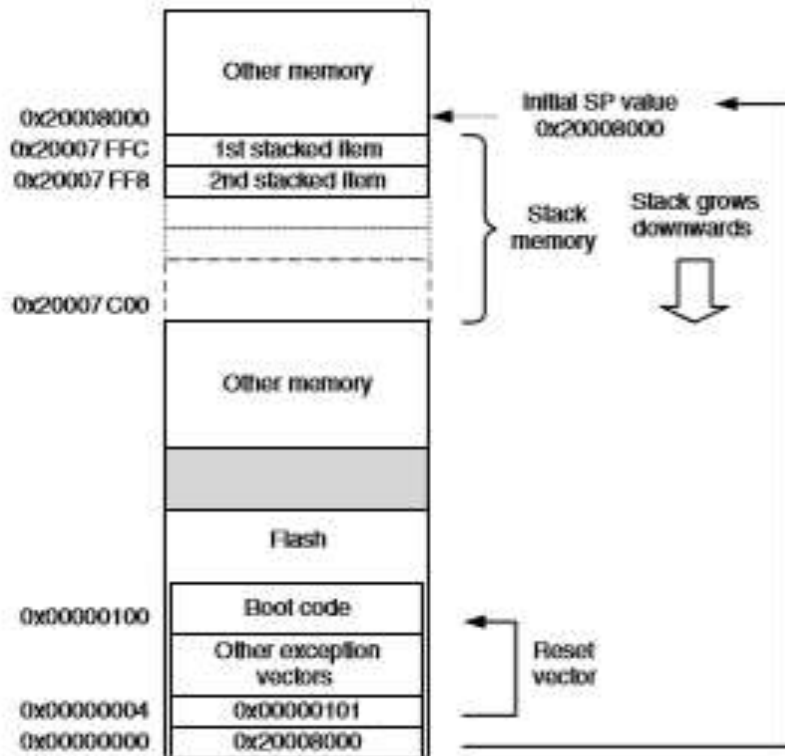 Other memory
0x20008000
Initial SP value
0x20008000
0x20007FFC
1st stacked item
0x20007FF8
2nd stacked item
Stack
memory
Stack grows
downwards
0x20007C00
Other memory
Flash
0x00000100
Boot code
Other exception
vectors
Reset
vector
0x00000004
0x00000101
0x00000000
0x20008000